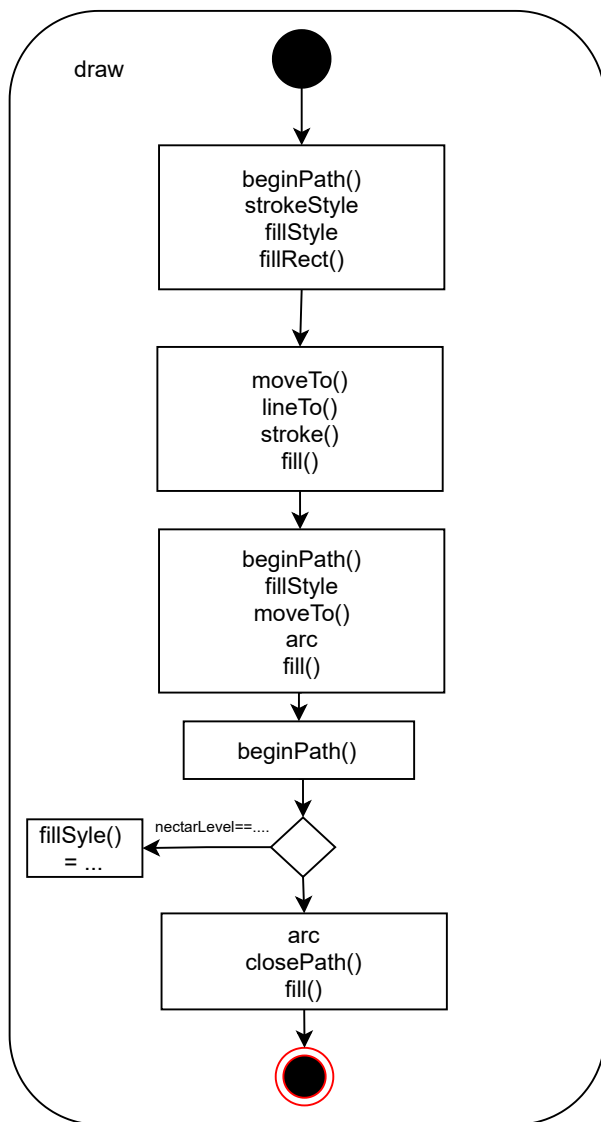 draw
beginPath()
strokeStyle
fillStyle
fillRect()
moveTo()
lineTo()
stroke()
fill()
beginPath()
fillStyle
moveTo()
arc
fill()
beginPath()
nectarLevel==....
fillSyle()
= ...
arc
closePath()
fill()